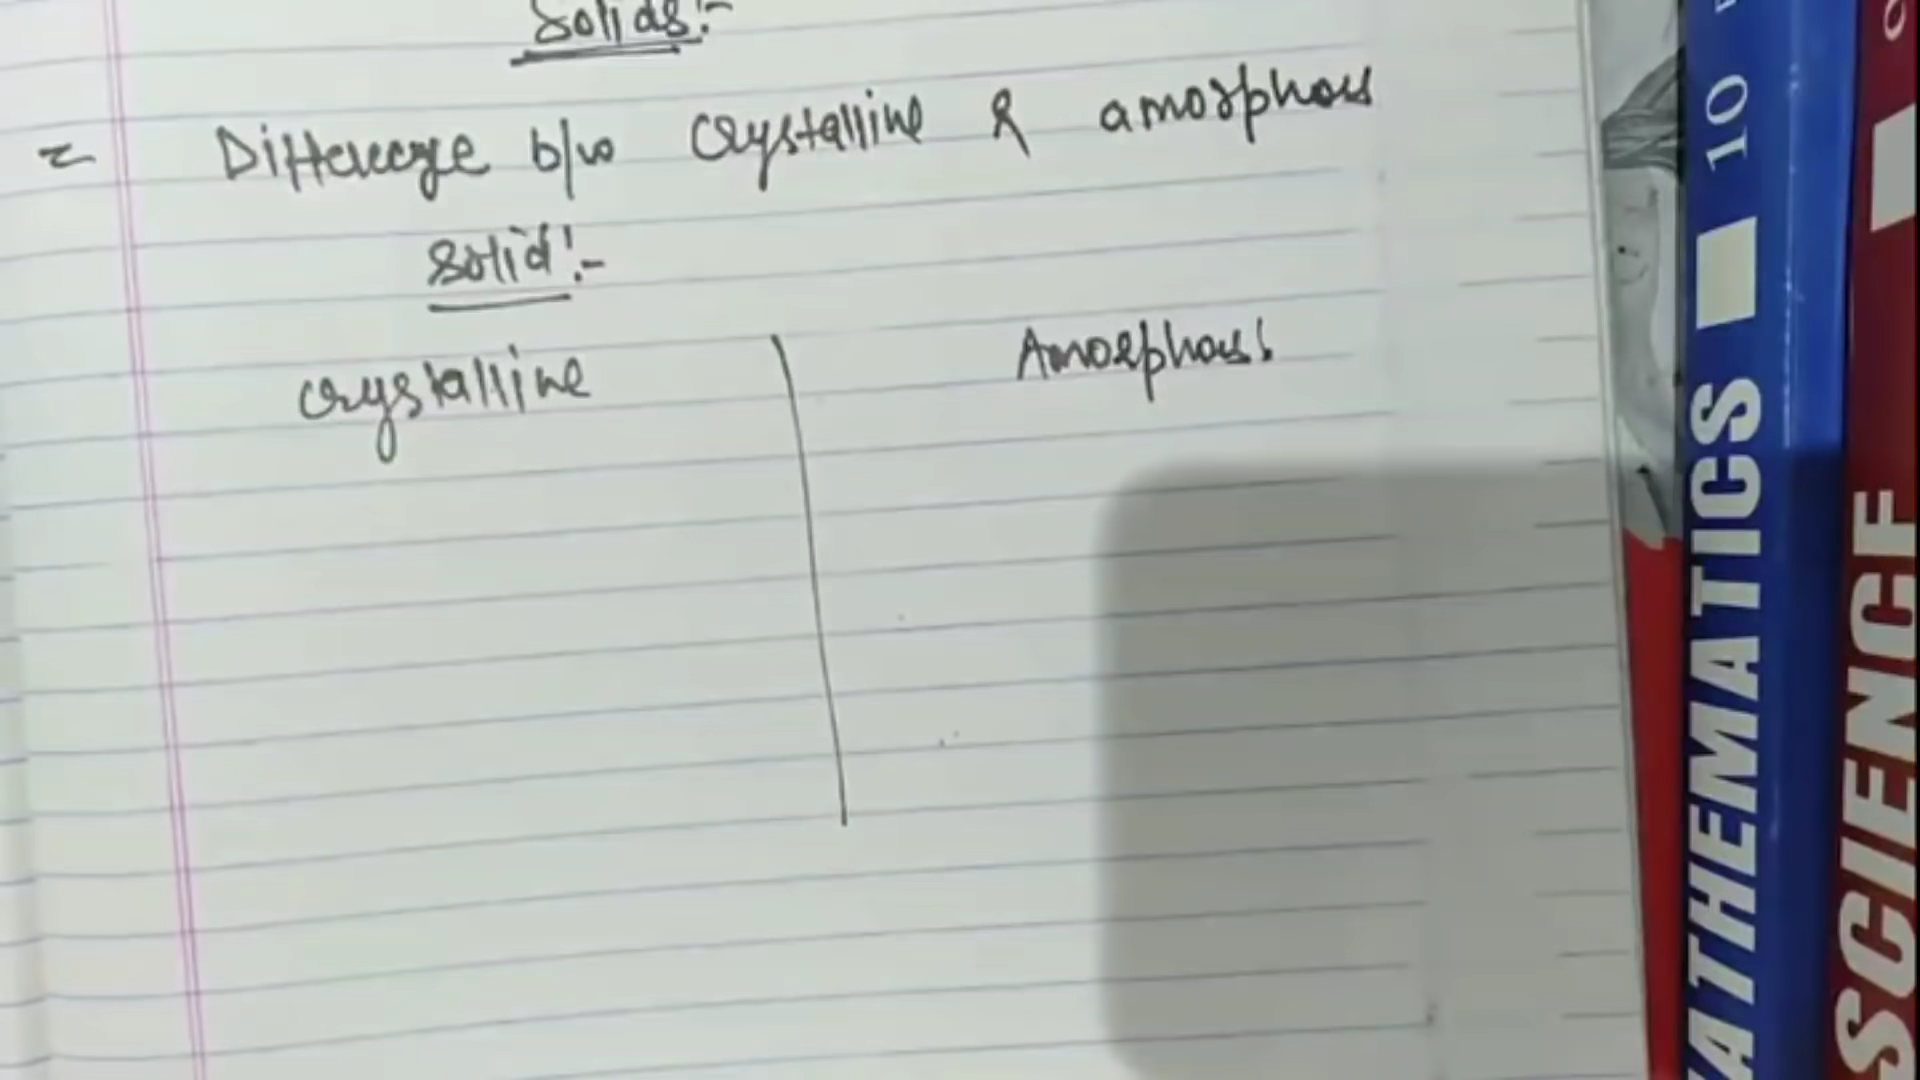 Solids:-
= Difference b/w Crystalline & amorphous
Solid:-
Crystalline
Amorphous:
10
MATHEMATICS
SCIENCE